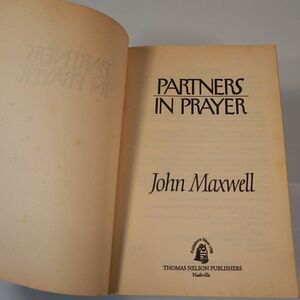 PARTNERS
IN PRAYER
John Maxwell
THOMAS NELSON PUBLISHERS
Nashville